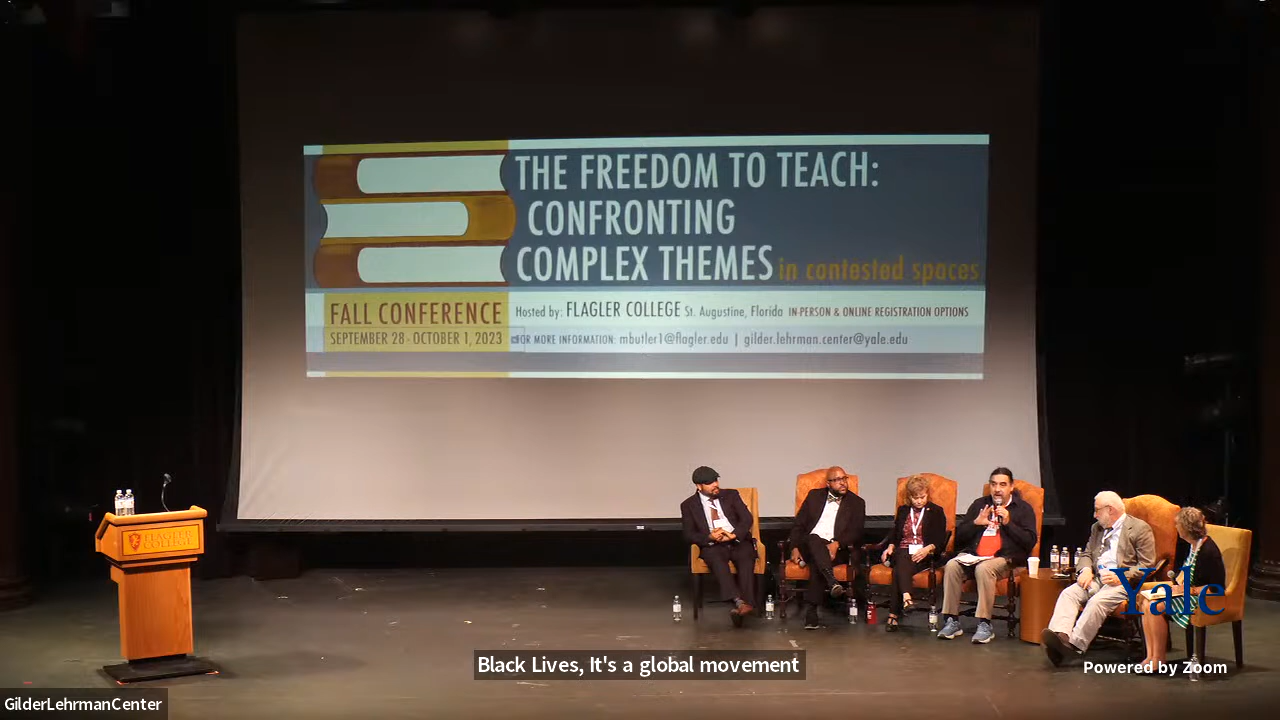 THE FREEDOM TO TEACH:
CONFRONTING
COMPLEX THEMES in contested spaces
FALL CONFERENCE
SEPTEMBER 28 - OCTOBER 1, 2023
Hosted by: FLAGLER COLLEGE St. Augustine, Florida IN-PERSON & ONLINE REGISTRATION OPTIONS
FOR MORE INFORMATION: mbutler1@flagler.edu | gilder.lehrman.center@yale.edu
FLAGLER
COLLEGE
Yale
Black Lives, It's a global movement
Powered by Zoom
GilderLehrmanCenter